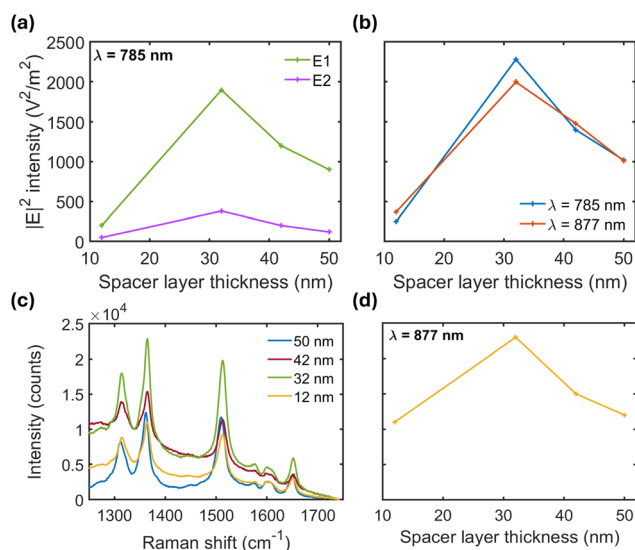 (a)
λ = 785 nm
E1
E2
|E|² intensity (V²/m²)
2500
2000
1500
1000
500
0
10 20 30 40 50
Spacer layer thickness (nm)
(b)
λ = 785 nm
λ = 877 nm
10 20 30 40 50
Spacer layer thickness (nm)
(c)
×10⁴
50 nm
42 nm
32 nm
12 nm
Intensity (counts)
2.5
2.0
1.5
1.0
0.5
0
1300 1400 1500 1600 1700
Raman shift (cm⁻¹)
(d)
λ = 877 nm
10 20 30 40 50
Spacer layer thickness (nm)